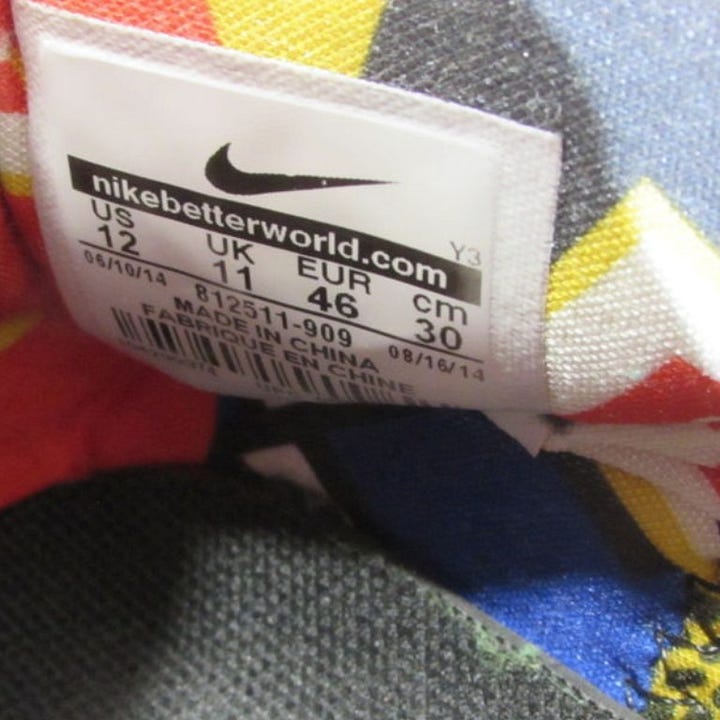 nikebetterworld.com
Y3
US UK EUR cm
12 11 46 30
06/10/14 812511-909 08/16/14
MADE IN CHINA
FABRIQUE EN CHINE